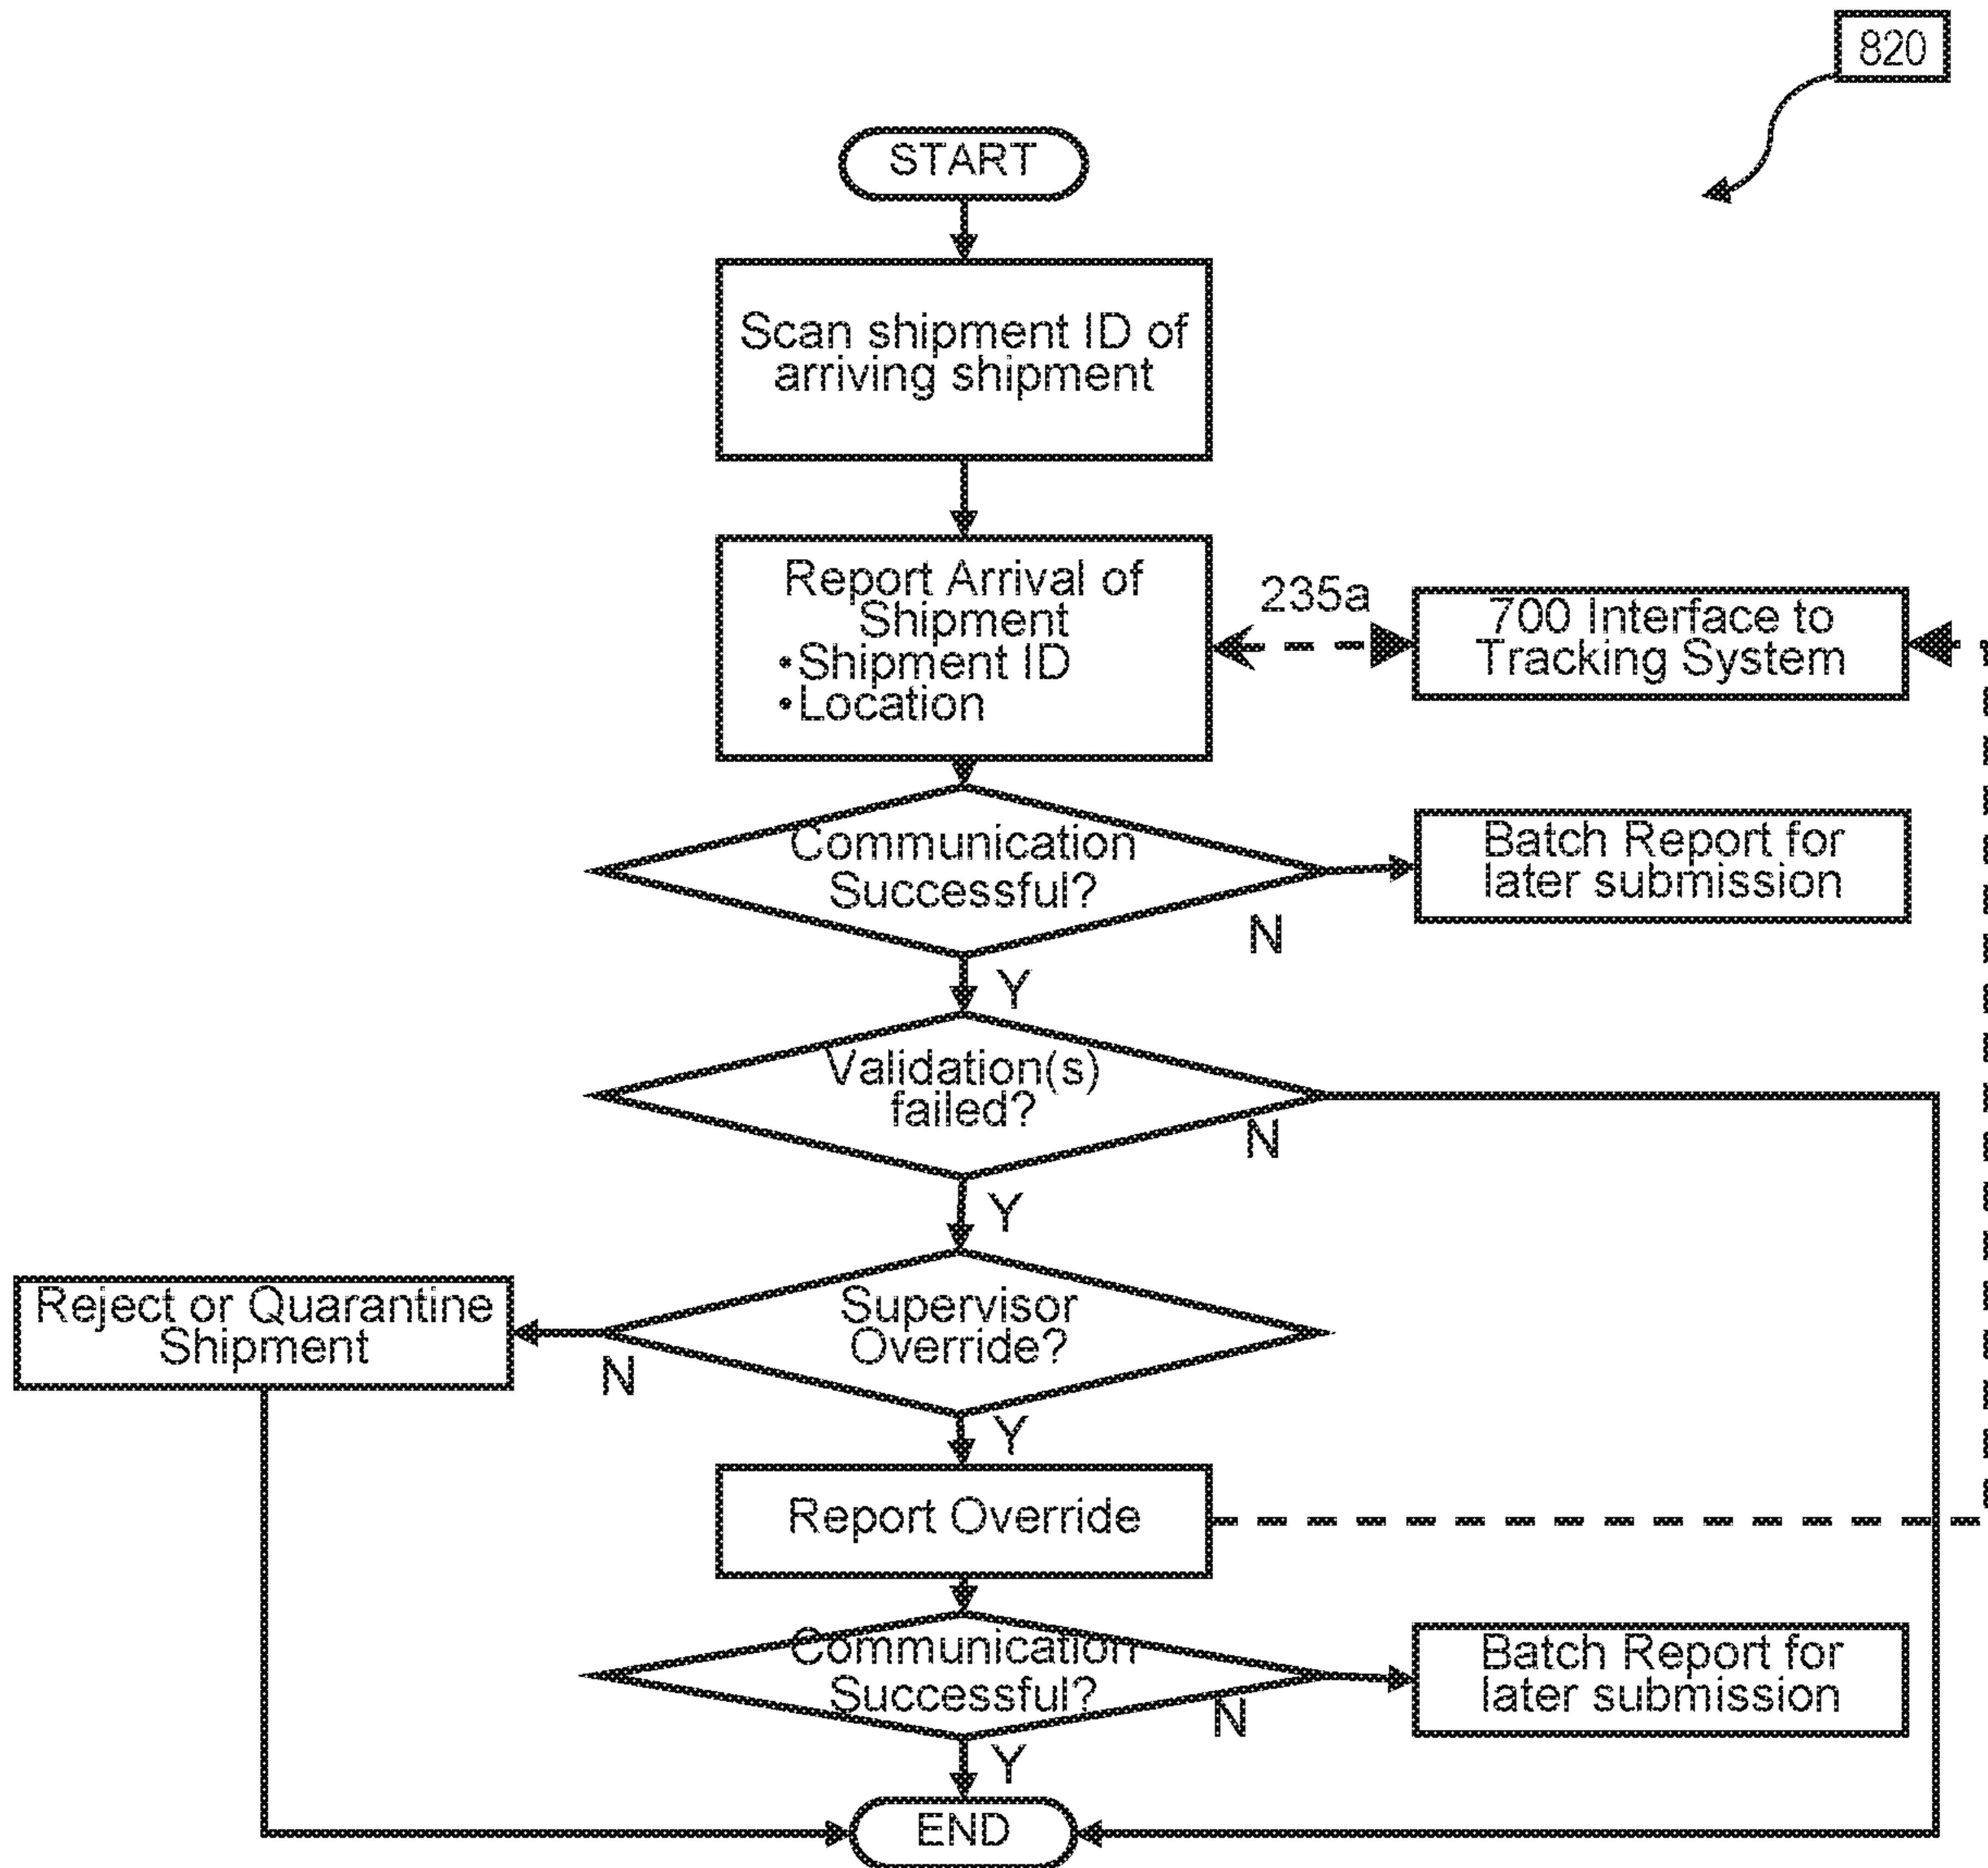 820
START
Scan shipment ID of
arriving shipment
Report Arrival of
Shipment
•Shipment ID
•Location
235a
700 Interface to
Tracking System
Communication
Successful?
N
Batch Report for
later submission
Y
Validation(s)
failed?
N
Y
Supervisor
Override?
N
Reject or Quarantine
Shipment
Y
Report Override
Communication
Successful?
N
Batch Report for
later submission
Y
END